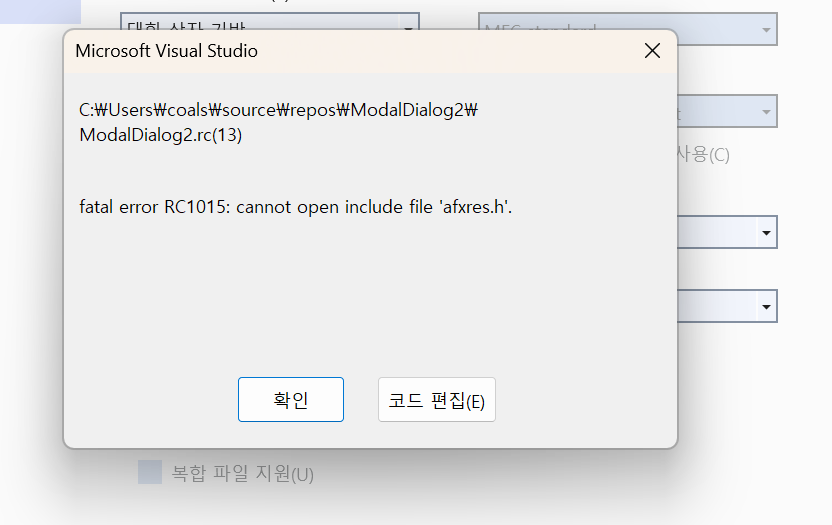 대화 상자 기반
MFC standard
Microsoft Visual Studio
C:\Users\coals\source\repos\ModalDialog2\
ModalDialog2.rc(13)
사용(C)
fatal error RC1015: cannot open include file 'afxres.h'.
확인
코드 편집(E)
복합 파일 지원(U)